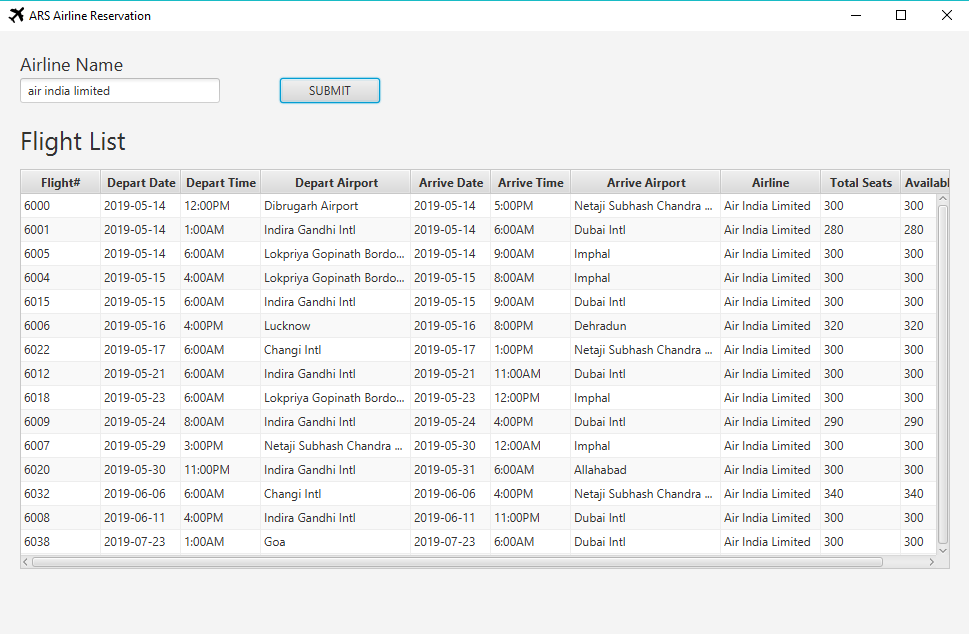 ARS Airline Reservation
Airline Name
air india limited SUBMIT
Flight List
Flight# Depart Date Depart Time Depart Airport Arrive Date Arrive Time Arrive Airport Airline Total Seats Availabl
6000 2019-05-14 12:00PM Dibrugarh Airport 2019-05-14 5:00PM Netaji Subhash Chandra ... Air India Limited 300 300
6001 2019-05-14 1:00AM Indira Gandhi Intl 2019-05-14 6:00AM Dubai Intl Air India Limited 280 280
6005 2019-05-14 6:00AM Lokpriya Gopinath Bordo... 2019-05-14 9:00AM Imphal Air India Limited 300 300
6004 2019-05-15 4:00AM Lokpriya Gopinath Bordo... 2019-05-15 8:00AM Imphal Air India Limited 300 300
6015 2019-05-15 6:00AM Indira Gandhi Intl 2019-05-15 9:00AM Dubai Intl Air India Limited 300 300
6006 2019-05-16 4:00PM Lucknow 2019-05-16 8:00PM Dehradun Air India Limited 320 320
6022 2019-05-17 6:00AM Changi Intl 2019-05-17 1:00PM Netaji Subhash Chandra ... Air India Limited 300 300
6012 2019-05-21 6:00AM Indira Gandhi Intl 2019-05-21 11:00AM Dubai Intl Air India Limited 300 300
6018 2019-05-23 6:00AM Lokpriya Gopinath Bordo... 2019-05-23 12:00PM Imphal Air India Limited 300 300
6009 2019-05-24 8:00AM Indira Gandhi Intl 2019-05-24 4:00PM Dubai Intl Air India Limited 290 290
6007 2019-05-29 3:00PM Netaji Subhash Chandra ... 2019-05-30 12:00AM Imphal Air India Limited 300 300
6020 2019-05-30 11:00PM Indira Gandhi Intl 2019-05-31 6:00AM Allahabad Air India Limited 300 300
6032 2019-06-06 6:00AM Changi Intl 2019-06-06 4:00PM Netaji Subhash Chandra ... Air India Limited 340 340
6008 2019-06-11 4:00PM Indira Gandhi Intl 2019-06-11 11:00PM Dubai Intl Air India Limited 300 300
6038 2019-07-23 1:00AM Goa 2019-07-23 6:00AM Dubai Intl Air India Limited 300 300